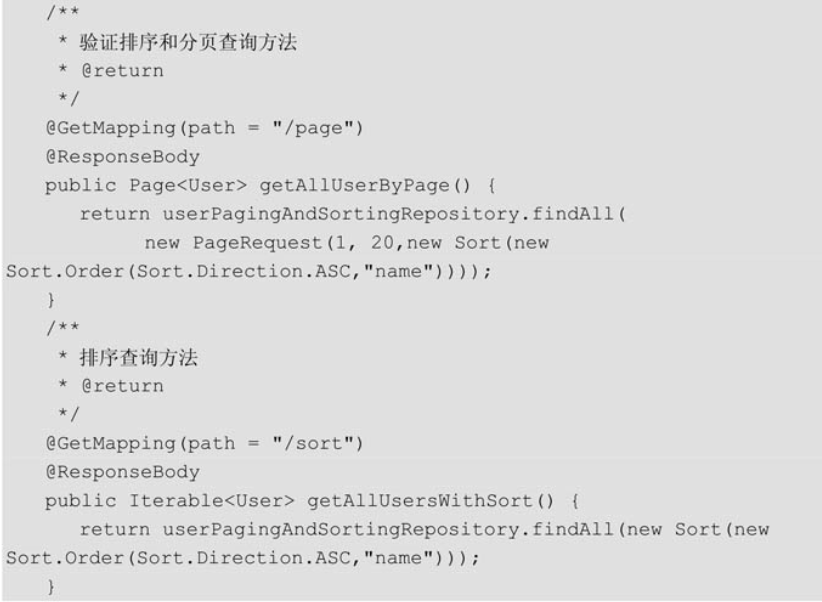 /**
* 验证排序和分页查询方法
* @return
*/
@GetMapping(path = "/page")
@ResponseBody
public Page<User> getAllUserByPage() {
return userPagingAndSortingRepository.findAll(
new PageRequest(1, 20,new Sort(new
Sort.Order(Sort.Direction.ASC,"name"))));
}
/**
* 排序查询方法
* @return
*/
@GetMapping(path = "/sort")
@ResponseBody
public Iterable<User> getAllUsersWithSort() {
return userPagingAndSortingRepository.findAll(new Sort(new
Sort.Order(Sort.Direction.ASC,"name")));
}